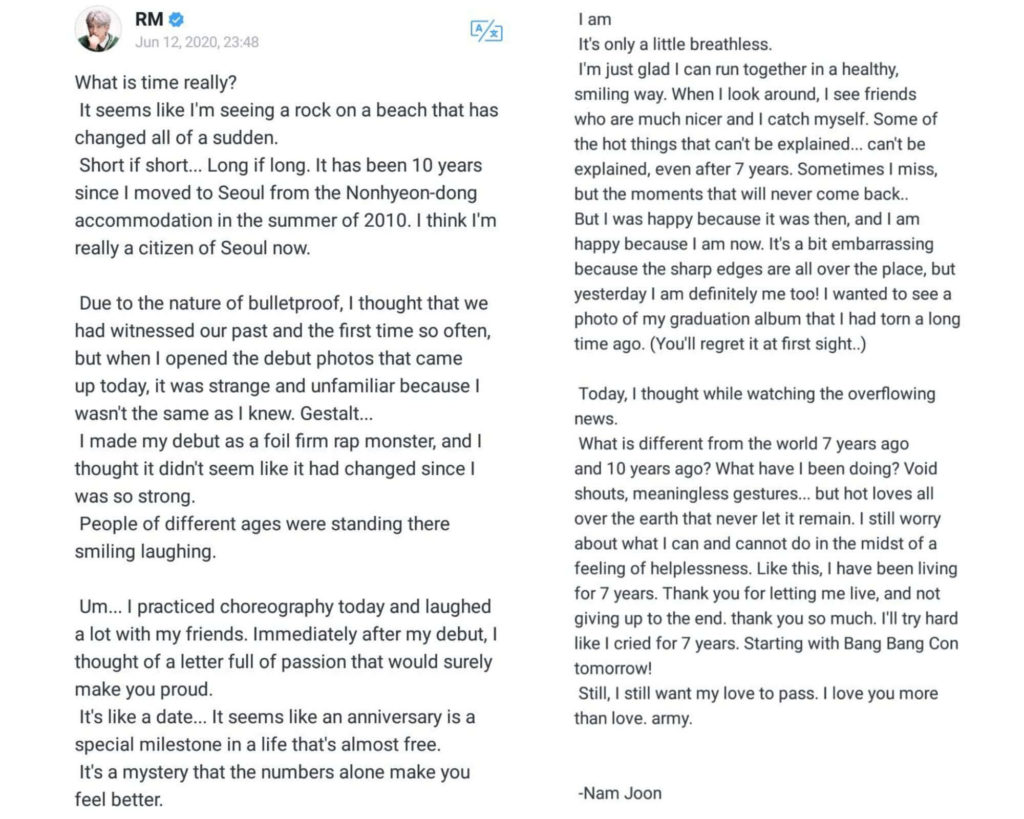 RM
Jun 12, 2020, 23:48
What is time really?
It seems like I'm seeing a rock on a beach that has
changed all of a sudden.
Short if short... Long if long. It has been 10 years
since I moved to Seoul from the Nonhyeon-dong
accommodation in the summer of 2010. I think I'm
really a citizen of Seoul now.
Due to the nature of bulletproof, I thought that we
had witnessed our past and the first time so often,
but when I opened the debut photos that came
up today, it was strange and unfamiliar because I
wasn't the same as I knew. Gestalt...
I made my debut as a foil firm rap monster, and I
thought it didn't seem like it had changed since I
was so strong.
People of different ages were standing there
smiling laughing.
Um... I practiced choreography today and laughed
a lot with my friends. Immediately after my debut, I
thought of a letter full of passion that would surely
make you proud.
It's like a date... It seems like an anniversary is a
special milestone in a life that's almost free.
It's a mystery that the numbers alone make you
feel better.
I am
It's only a little breathless.
I'm just glad I can run together in a healthy,
smiling way. When I look around, I see friends
who are much nicer and I catch myself. Some of
the hot things that can't be explained... can't be
explained, even after 7 years. Sometimes I miss,
but the moments that will never come back..
But I was happy because it was then, and I am
happy because I am now. It's a bit embarrassing
because the sharp edges are all over the place, but
yesterday I am definitely me too! I wanted to see a
photo of my graduation album that I had torn a long
time ago. (You'll regret it at first sight..)
Today, I thought while watching the overflowing
news.
What is different from the world 7 years ago
and 10 years ago? What have I been doing? Void
shouts, meaningless gestures... but hot loves all
over the earth that never let it remain. I still worry
about what I can and cannot do in the midst of a
feeling of helplessness. Like this, I have been living
for 7 years. Thank you for letting me live, and not
giving up to the end. thank you so much. I'll try hard
like I cried for 7 years. Starting with Bang Bang Con
tomorrow!
Still, I still want my love to pass. I love you more
than love. army.
-Nam Joon